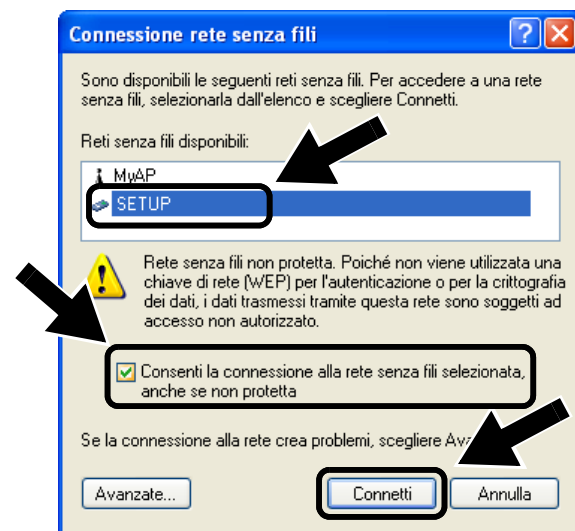 Connessione rete senza fili
Sono disponibili le seguenti reti senza fili. Per accedere a una rete
senza fili, selezionarla dall'elenco e scegliere Connetti.
Reti senza fili disponibili:
MyAP
SETUP
Rete senza fili non protetta. Poiché non viene utilizzata una
chiave di rete (WEP) per l'autenticazione o per la crittografia
dei dati, i dati trasmessi tramite questa rete sono soggetti ad
accesso non autorizzato.
Consenti la connessione alla rete senza fili selezionata,
anche se non protetta
Se la connessione alla rete crea problemi, scegliere
Avanzate... Connetti Annulla